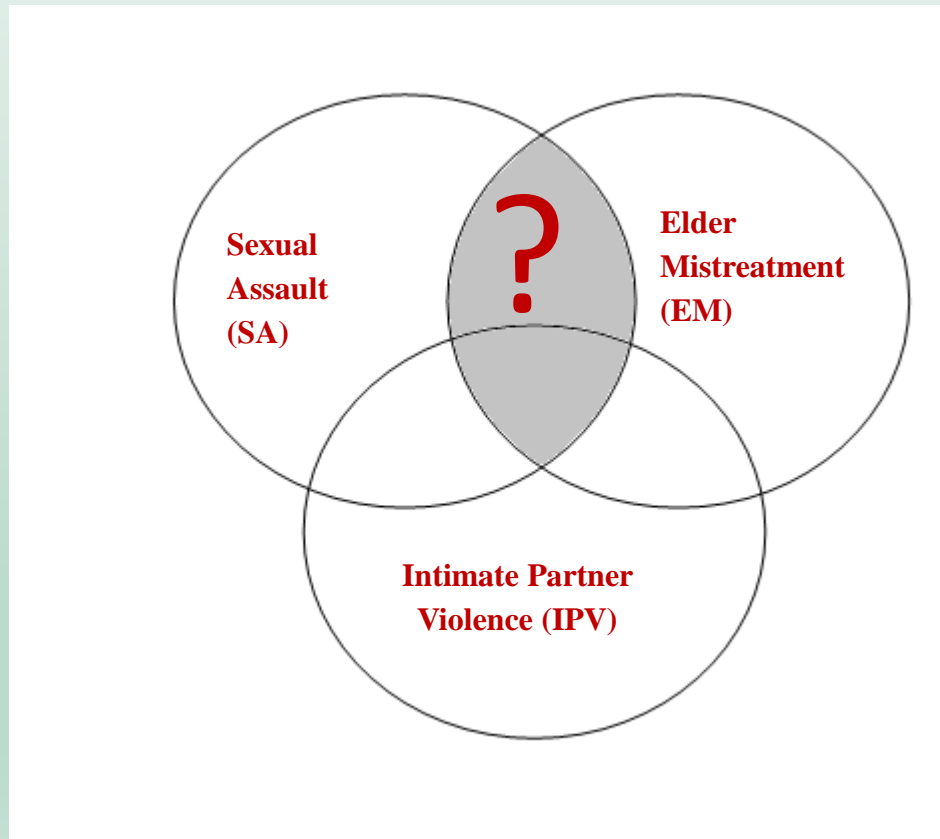 Sexual
Assault
(SA)
?
Elder
Mistreatment
(EM)
Intimate Partner
Violence (IPV)